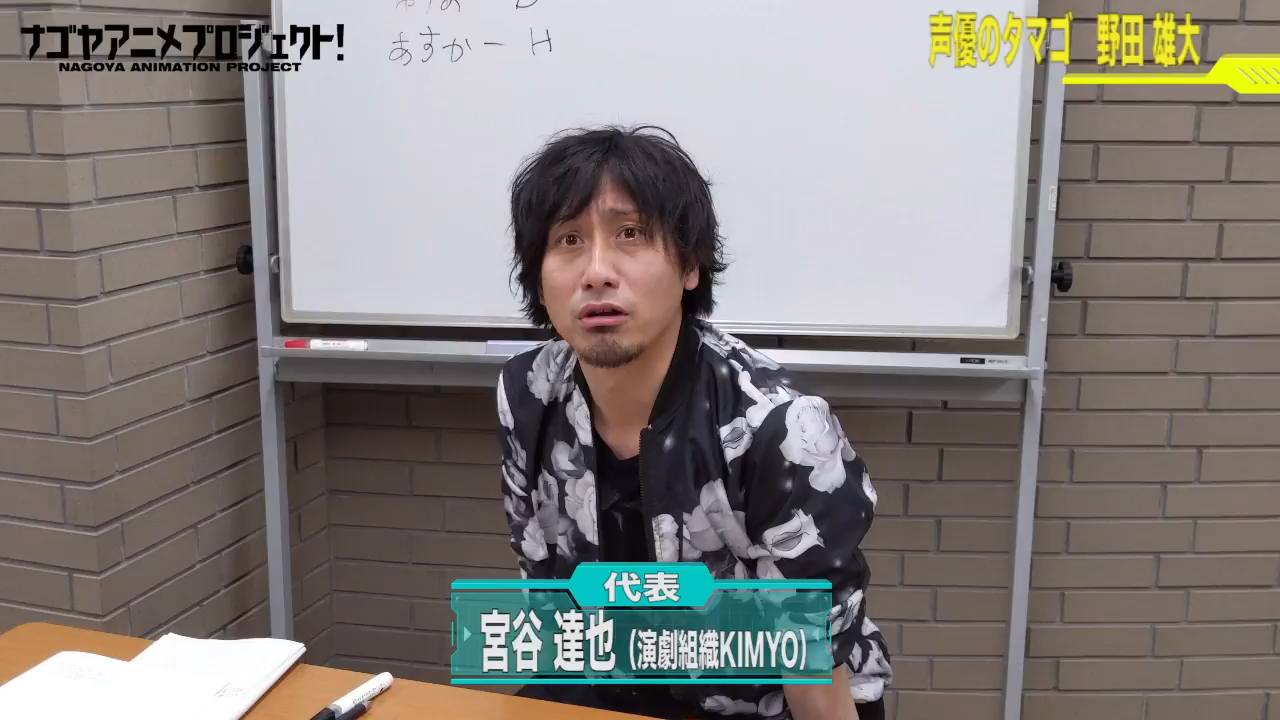 ナゴヤアニメプロジェクト!
NAGOYA ANIMATION PROJECT
声優のタマゴ 野田 雄大
あすかー H
代表
宮谷 達也 (演劇組織KIMYO)